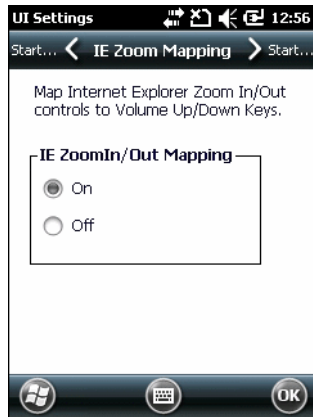 UI Settings 12:56
Start... IE Zoom Mapping Start...
Map Internet Explorer Zoom In/Out
controls to Volume Up/Down Keys.
IE ZoomIn/Out Mapping
On
Off
OK